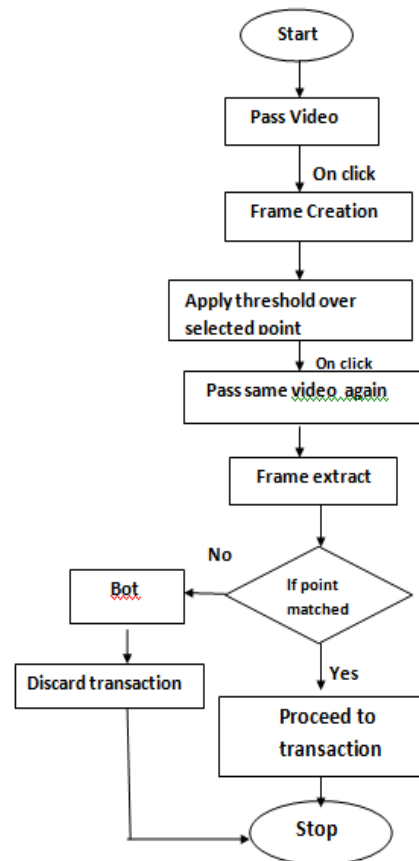 Start
Pass Video
On click
Frame Creation
Apply threshold over
selected point
On click
Pass same video again
Frame extract
No
If point
matched
Bot
Yes
Discard transaction
Proceed to
transaction
Stop